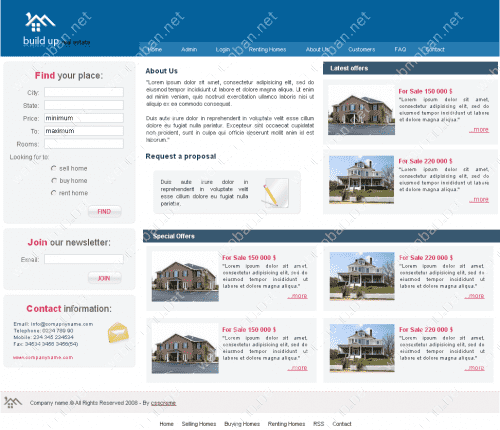 build up real estate
Home Admin Login Renting Homes About Us Customers FAQ Contact
Find your place:
City:
State:
Price: minimum
To: maximum
Rooms:
Looking for to:
sell home
buy home
rent home
FIND
Join our newsletter:
Email:
JOIN
Contact information:
Email: info@companyname.com
Telephone: 0234 789 90
Mobile: 234 345 234534
Fax: 34534 3466 3456(54)
www.companyname.com
About Us
"Lorem ipsum dolor sit amet, consectetur adipisicing elit, sed do
eiusmod tempor incididunt ut labore et dolore magna aliqua. Ut enim
ad minim veniam, quis nostrud exercitation ullamco laboris nisi ut
aliquip ex ea commodo consequat.
Duis aute irure dolor in reprehenderit in voluptate velit esse cillum
dolore eu fugiat nulla pariatur. Excepteur sint occaecat cupidatat
non proident, sunt in culpa qui officia deserunt mollit anim id est
laborum."
Request a proposal
Duis aute irure dolor in
reprehenderit in voluptate velit
esse cillum dolore eu fugiat nulla
pariatur.
Latest offers
For Sale 150 000 $
"Lorem ipsum dolor sit amet,
consectetur adipisicing elit, sed do
eiusmod tempor incididunt ut labore
et dolore magna aliqua."
...more
For Sale 220 000 $
"Lorem ipsum dolor sit amet,
consectetur adipisicing elit, sed do
eiusmod tempor incididunt ut labore
et dolore magna aliqua."
...more
Special Offers
For Sale 150 000 $
"Lorem ipsum dolor sit amet,
consectetur adipisicing elit, sed do
eiusmod tempor incididunt ut labore
et dolore magna aliqua."
...more
For Sale 220 000 $
"Lorem ipsum dolor sit amet,
consectetur adipisicing elit, sed do
eiusmod tempor incididunt ut labore
et dolore magna aliqua."
...more
For Sale 150 000 $
"Lorem ipsum dolor sit amet,
consectetur adipisicing elit, sed do
eiusmod tempor incididunt ut labore
et dolore magna aliqua."
...more
For Sale 220 000 $
"Lorem ipsum dolor sit amet,
consectetur adipisicing elit, sed do
eiusmod tempor incididunt ut labore
et dolore magna aliqua."
...more
Company name © All Rights Reserved 2008 - By csscreme
Home Selling Homes Buying Homes Renting Homes RSS Contact